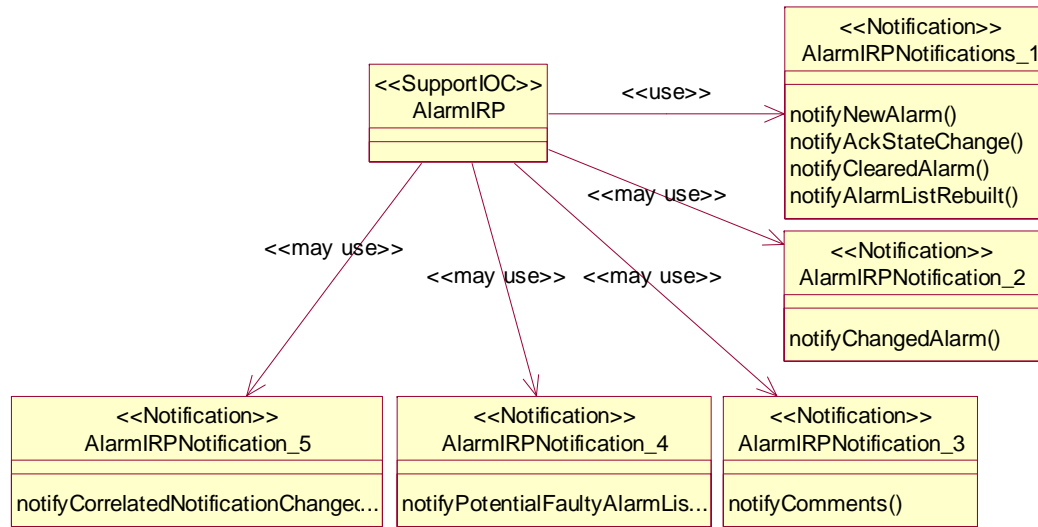 <<Notification>>
AlarmIRPNotifications_1
notifyNewAlarm()
notifyAckStateChange()
notifyClearedAlarm()
notifyAlarmListRebuilt()
<<SupportIOC>>
AlarmIRP
<<use>>
<<may use>>
<<may use>>
<<may use>>
<<may use>>
<<Notification>>
AlarmIRPNotification_2
notifyChangedAlarm()
<<Notification>>
AlarmIRPNotification_5
notifyCorrelatedNotificationChanged...
<<Notification>>
AlarmIRPNotification_4
notifyPotentialFaultyAlarmLis...
<<Notification>>
AlarmIRPNotification_3
notifyComments()